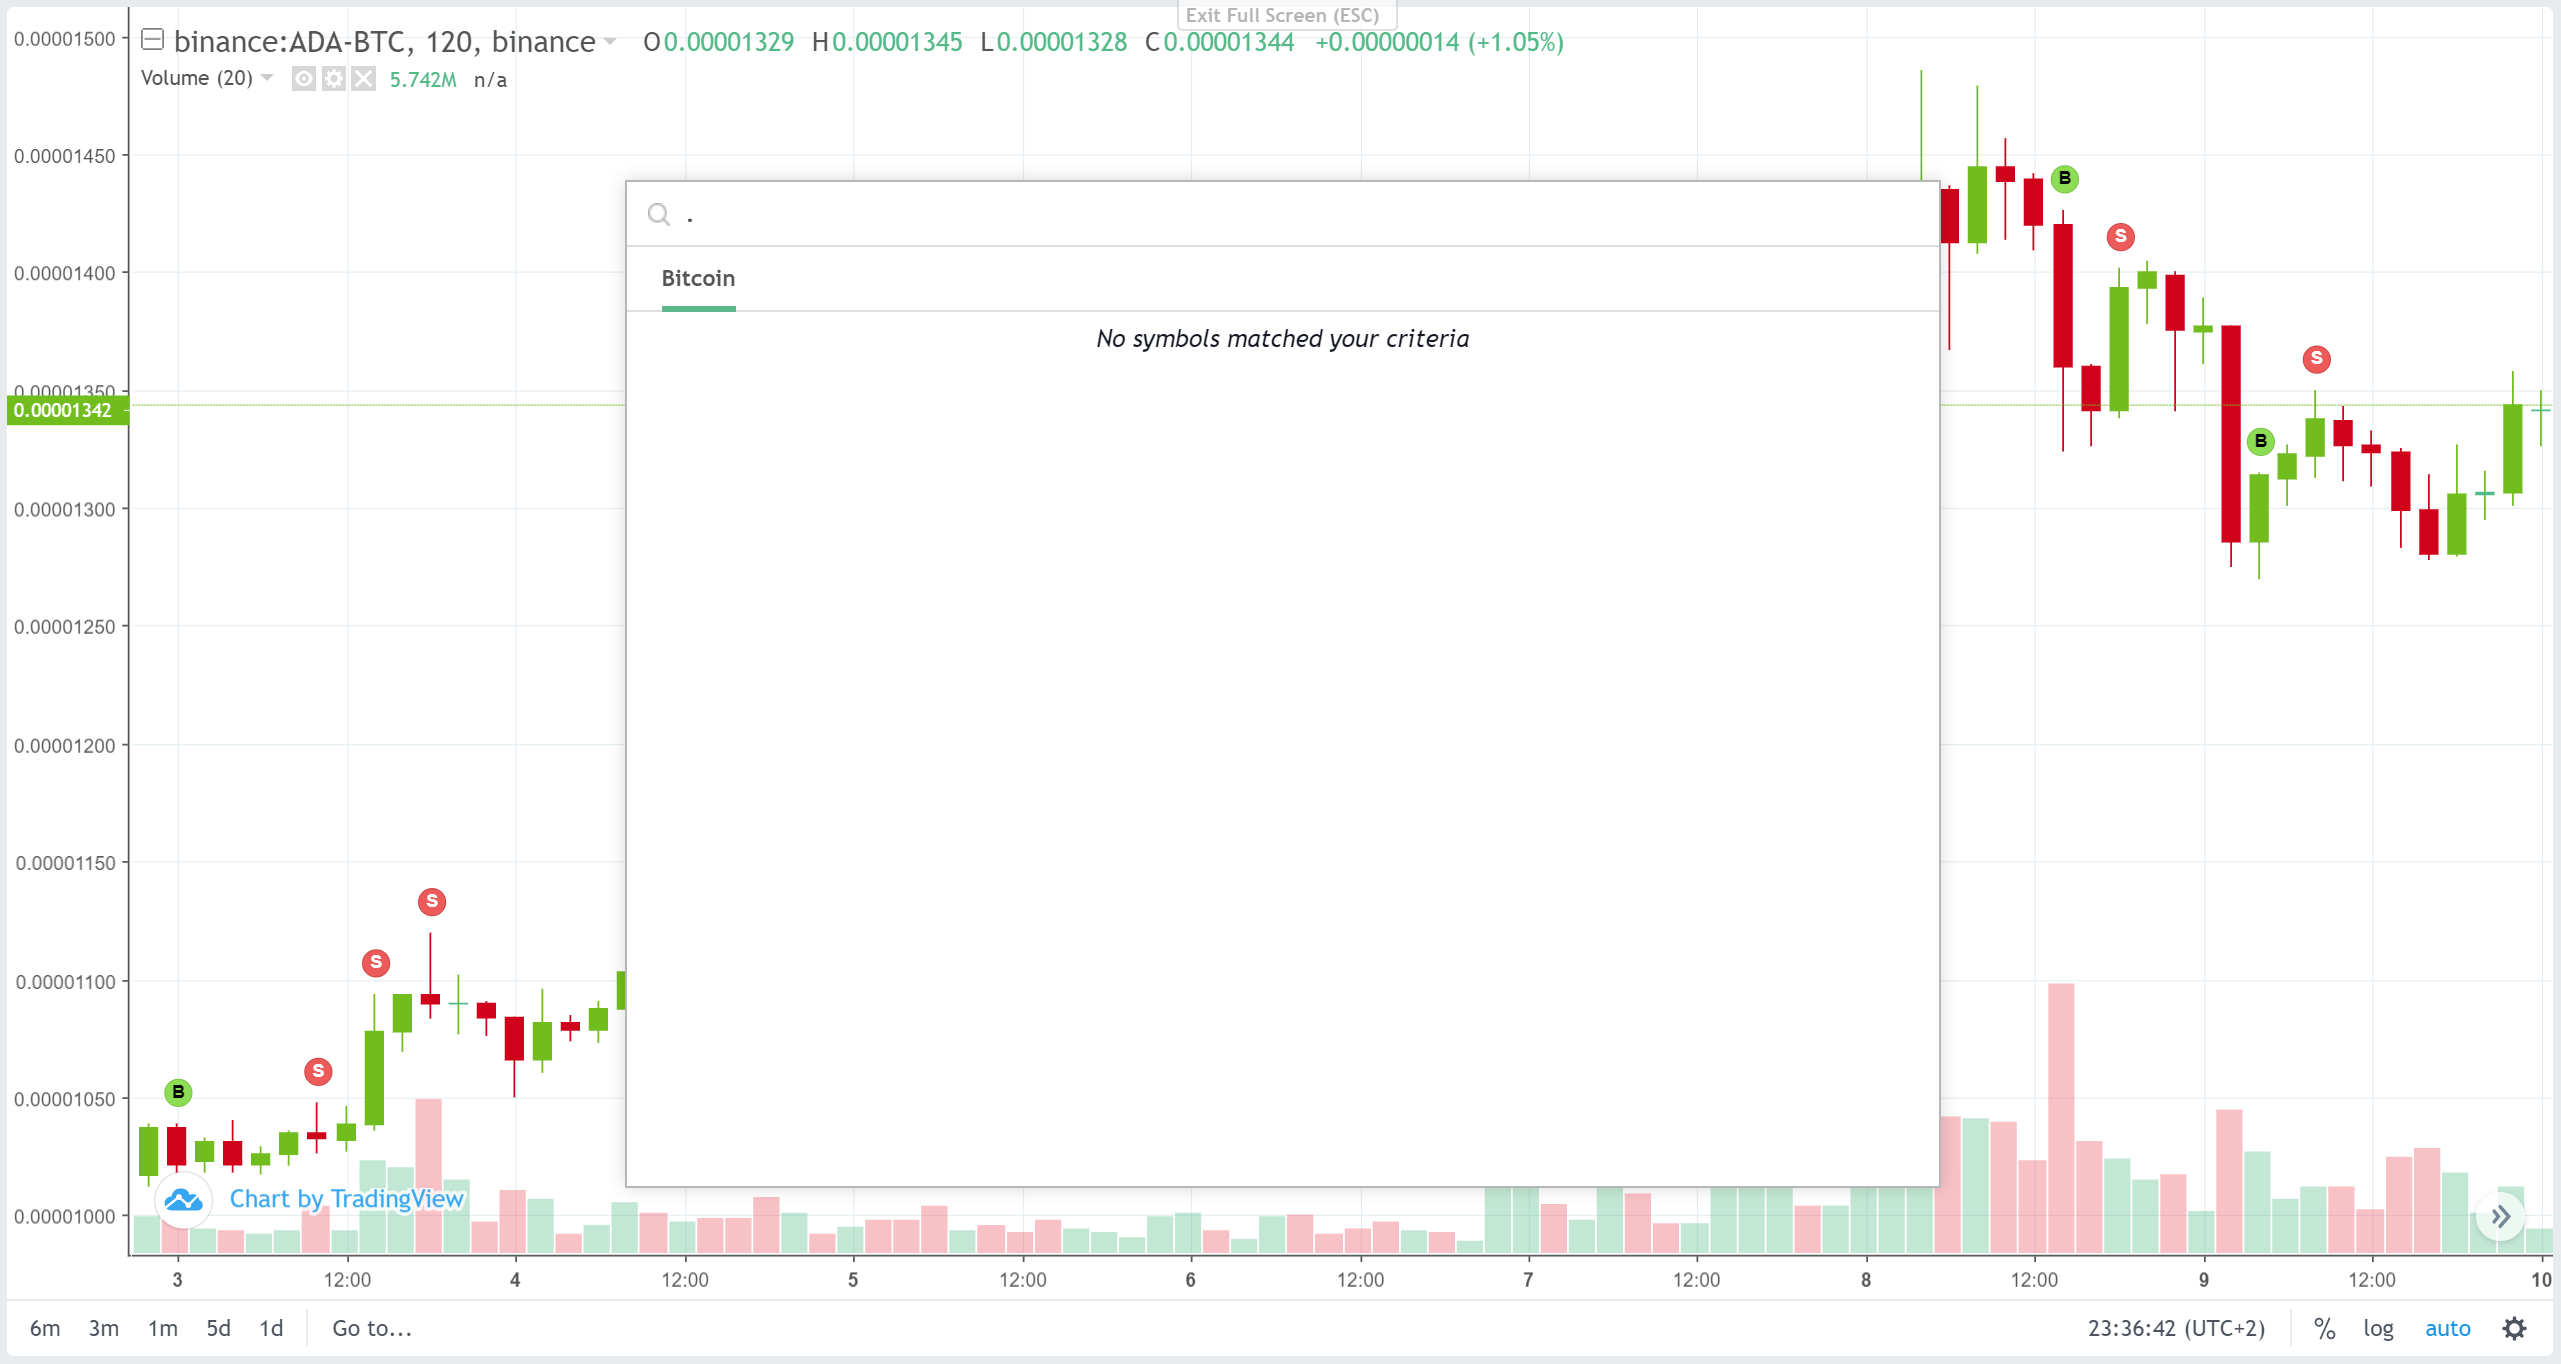 Exit Full Screen (ESC)
binance:ADA-BTC, 120, binance O0.00001329 H0.00001345 L0.00001328 C0.00001344 +0.00000014 (+1.05%)
Volume (20) 5.742M n/a
0.00001500
0.00001450
0.00001400
0.00001350
0.00001342
0.00001300
0.00001250
0.00001200
0.00001150
0.00001100
0.00001050
0.00001000
.
Bitcoin
No symbols matched your criteria
B
S
S
B
S
S
S
B
Chart by TradingView
3 12:00 4 12:00 5 12:00 6 12:00 7 12:00 8 12:00 9 12:00 10
6m 3m 1m 5d 1d Go to... 23:36:42 (UTC+2) % log auto